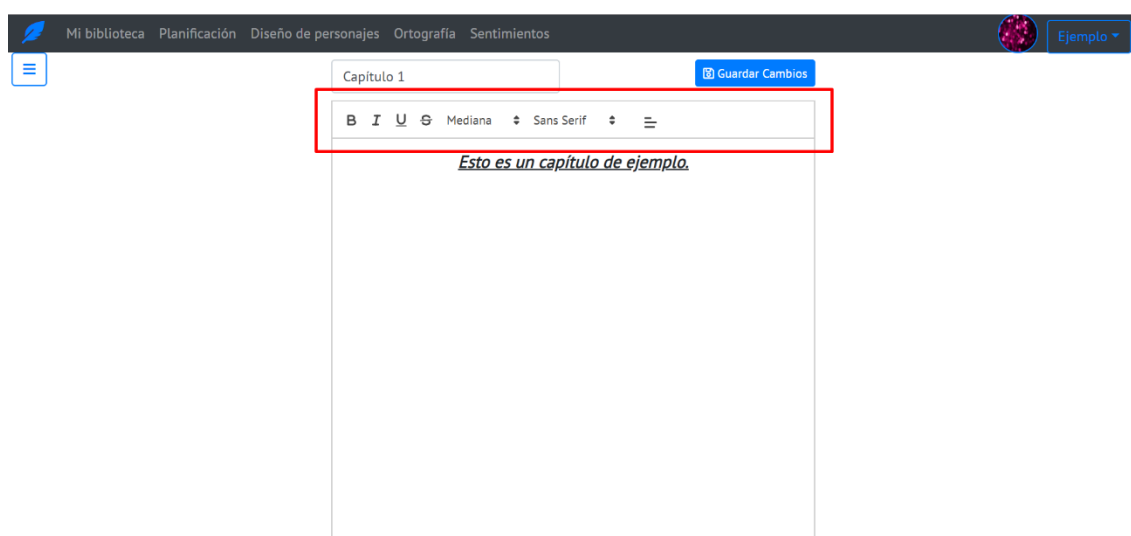 Mi biblioteca Planificación Diseño de personajes Ortografía Sentimientos Ejemplo
Capítulo 1 Guardar Cambios
B I U S Mediana Sans Serif
Esto es un capítulo de ejemplo.